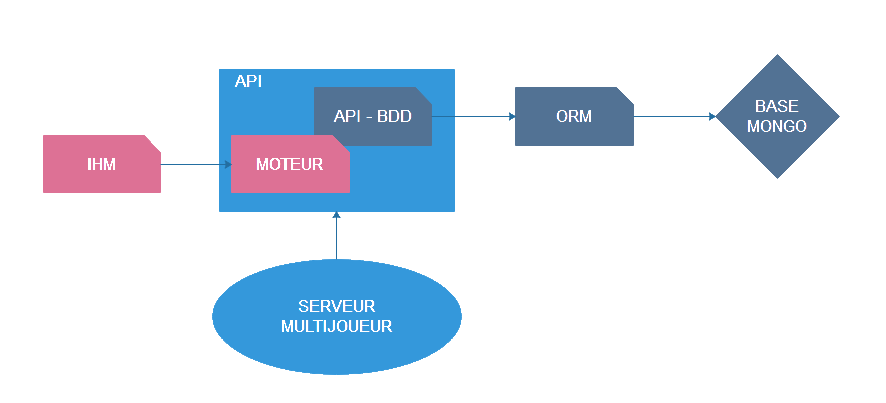 API
API - BDD
ORM
BASE
MONGO
IHM
MOTEUR
SERVEUR
MULTIJOUEUR